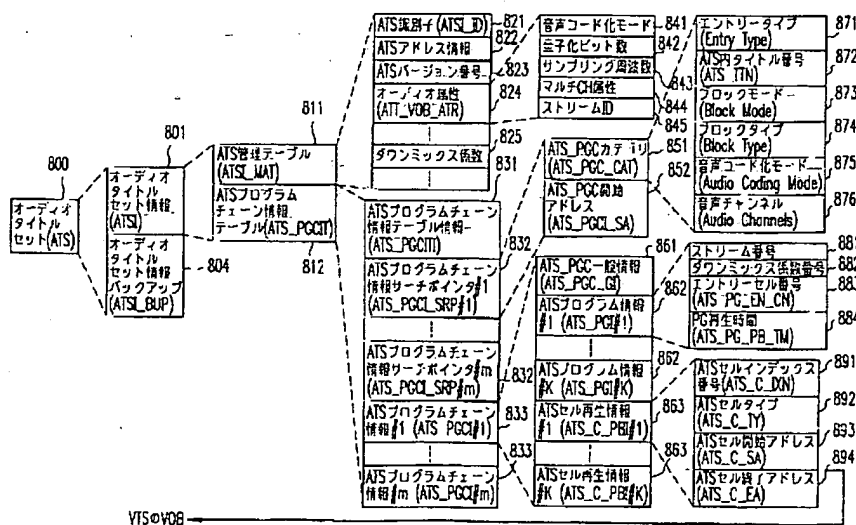 800
オーディオ
タイトル
セット(ATS)
801
オーディオ
タイトル
セット情報
(ATSI)
オーディオ
タイトル
セット情報
バックアップ
(ATSI_BUP)
804
811
ATS管理テーブル
(ATSI_MAT)
ATSプログラム
チェーン情報
テーブル(ATS_PGCIT)
812
ATS識別子(ATSI_ID)
821
ATSアドレス情報
822
ATSバージョン番号
823
オーディオ属性
(ATT_VOB_ATR)
824
825
ダウンミックス係数
831
ATSプログラムチェーン
情報テーブル情報
(ATS_PGCITI)
832
ATSプログラムチェーン
情報サーチポインタ#1
(ATS_PGCI_SRP#1)
ATSプログラムチェーン
情報サーチポインタ#m
(ATS_PGCI_SRP#m)
832
ATSプログラムチェーン
情報#1 (ATS_PGCI#1)
833
ATSプログラムチェーン
情報#m (ATS_PGCI#m)
833
音声コード化モード
841
量子化ビット数
842
サンプリング周波数
843
マルチCH属性
844
ストリームID
845
ATS_PGCカテゴリ
(ATS_PGC_CAT)
851
ATS_PGC開始
アドレス
(ATS_PGCI_SA)
852
861
ATS_PGC一般情報
(ATS_PGC_GI)
ATSプログラム情報
#1 (ATS_PGI#1)
862
ATSプログラム情報
#K (ATS_PGI#K)
862
ATSセル再生情報
#1 (ATS_C_PBI#1)
863
ATSセル再生情報
#K (ATS_C_PBI#K)
863
エントリータイプ
(Entry Type)
871
ATS内タイトル番号
(ATS_TTN)
872
ブロックモード
(Block Mode)
873
ブロックタイプ
(Block Type)
874
音声コード化モード
(Audio Coding Mode)
875
音声チャンネル
(Audio Channels)
876
ストリーム番号
881
ダウンミックス係数番号
882
エントリーセル番号
(ATS_PG_EN_CN)
883
PG再生時間
(ATS_PG_PB_TM)
884
ATSセルインデックス
番号(ATS_C_IXN)
891
ATSセルタイプ
(ATS_C_TY)
892
ATSセル開始アドレス
(ATS_C_SA)
893
ATSセル終了アドレス
(ATS_C_EA)
894
VTSのVOB